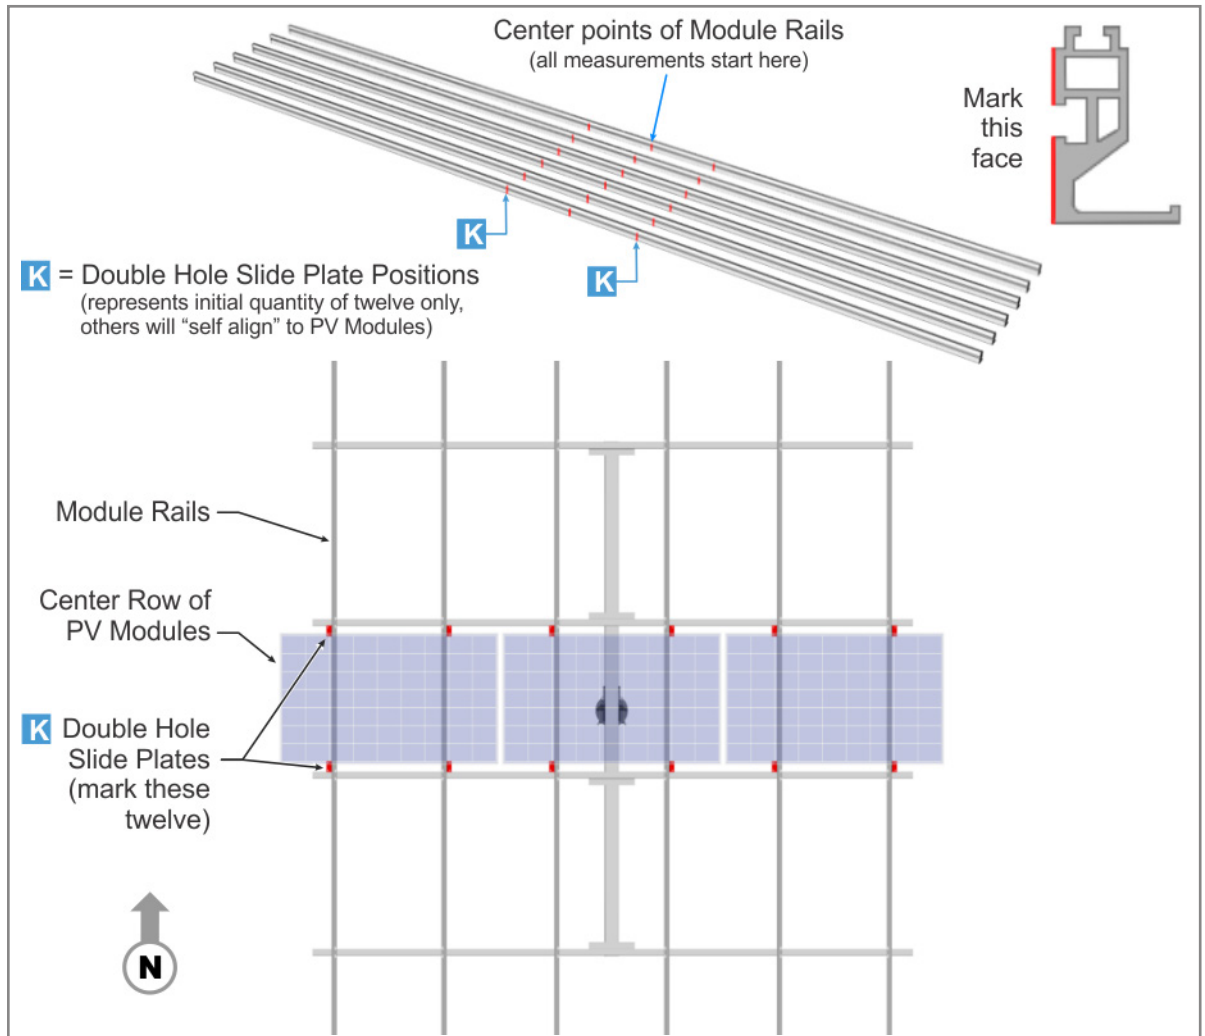 Center points of Module Rails
(all measurements start here)
Mark
this
face
K
K
K = Double Hole Slide Plate Positions
(represents initial quantity of twelve only,
others will “self align” to PV Modules)
Module Rails
Center Row of
PV Modules
K Double Hole
Slide Plates
(mark these
twelve)
N